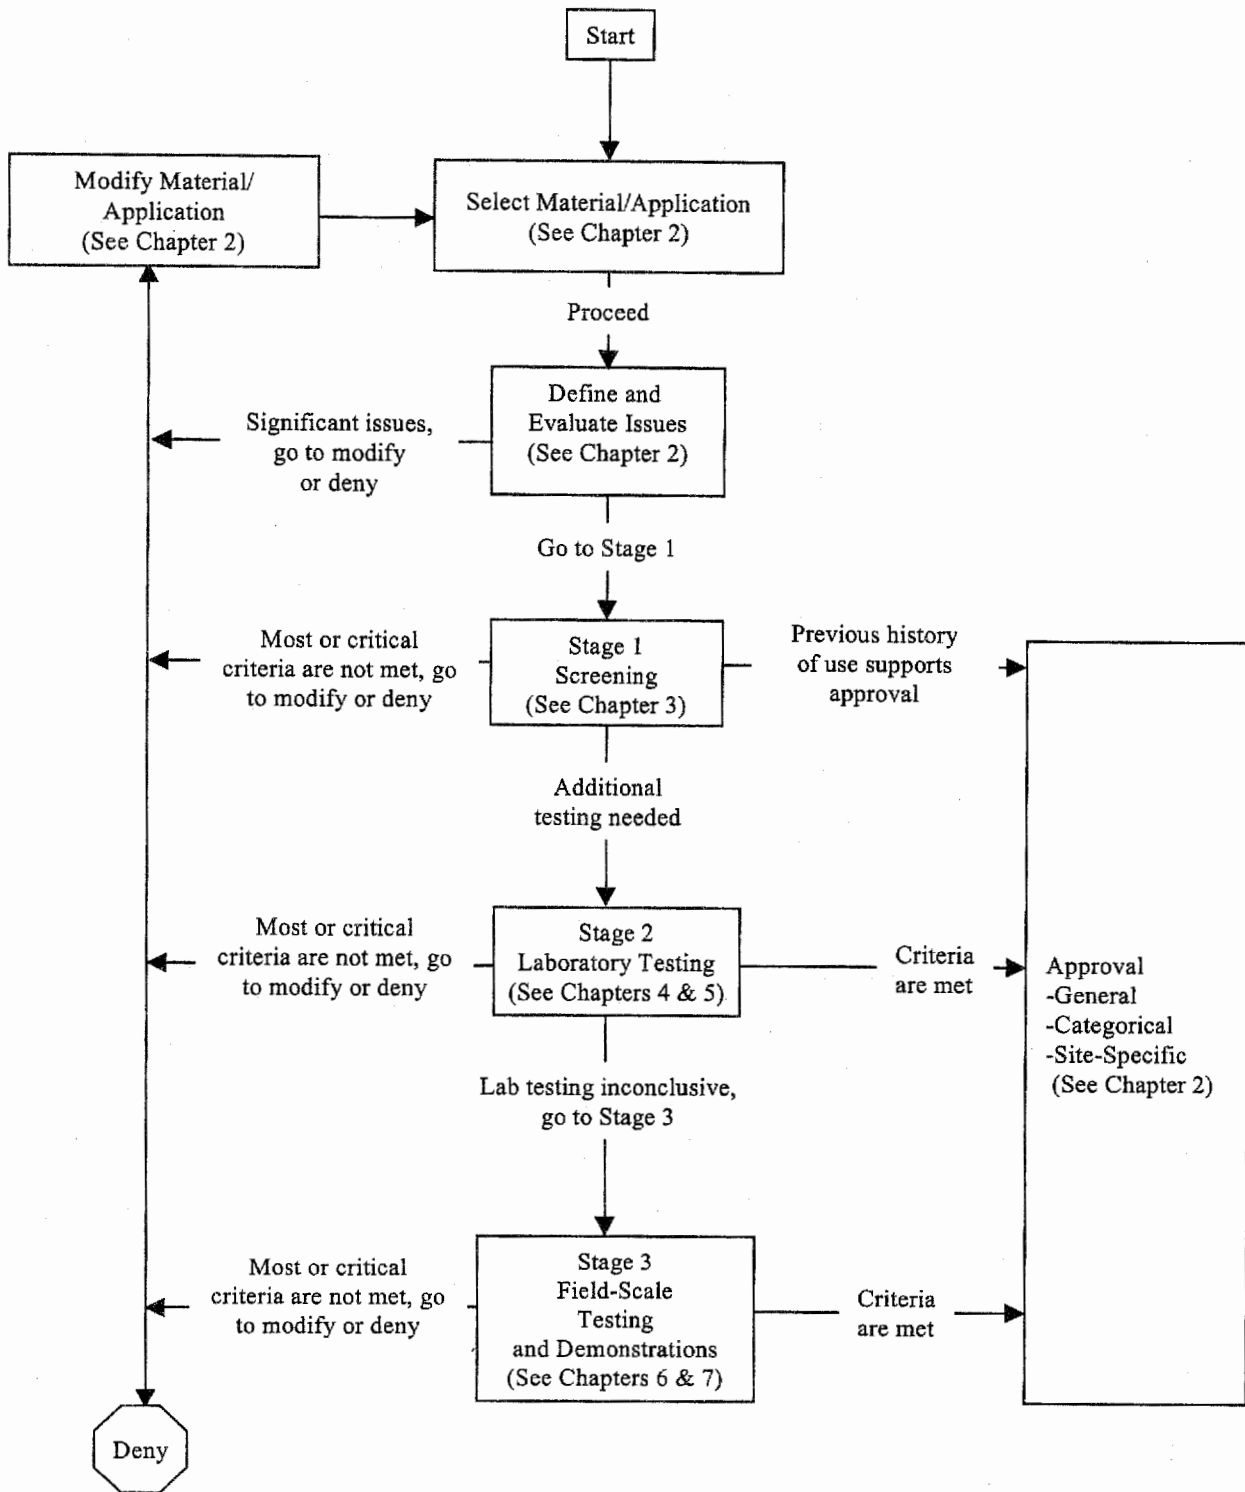 Start
Modify Material/
Application
(See Chapter 2)
Select Material/Application
(See Chapter 2)
Proceed
Define and
Evaluate Issues
(See Chapter 2)
Significant issues,
go to modify
or deny
Go to Stage 1
Most or critical
criteria are not met, go
to modify or deny
Stage 1
Screening
(See Chapter 3)
Previous history
of use supports
approval
Additional
testing needed
Most or critical
criteria are not met, go
to modify or deny
Stage 2
Laboratory Testing
(See Chapters 4 & 5)
Criteria
are met
Approval
-General
-Categorical
-Site-Specific
(See Chapter 2)
Lab testing inconclusive,
go to Stage 3
Most or critical
criteria are not met, go
to modify or deny
Stage 3
Field-Scale
Testing
and Demonstrations
(See Chapters 6 & 7)
Criteria
are met
Deny